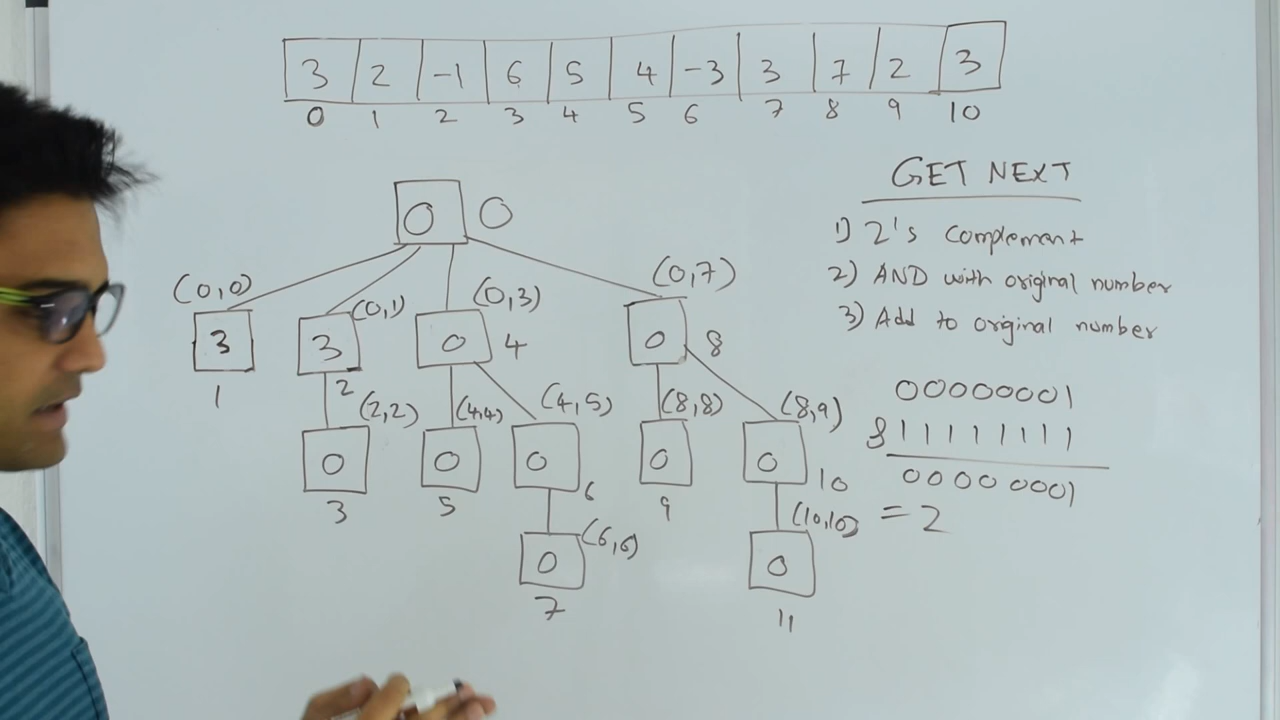 3 2 -1 6 5 4 -3 3 7 2 3
0 1 2 3 4 5 6 7 8 9 10
GET NEXT
1) 2's complement
2) AND with original number
3) Add to original number
0 0
(0,0) (0,1) (0,3) (0,7)
3 3 0 4 0 8
1 2
(2,2) (4,4) (4,5) (8,8) (8,9)
0 0 0 0 0
3 5 6 9 10
(6,6) (10,10)
0 0
7 11
00000001
& 11111111
00000001
= 2